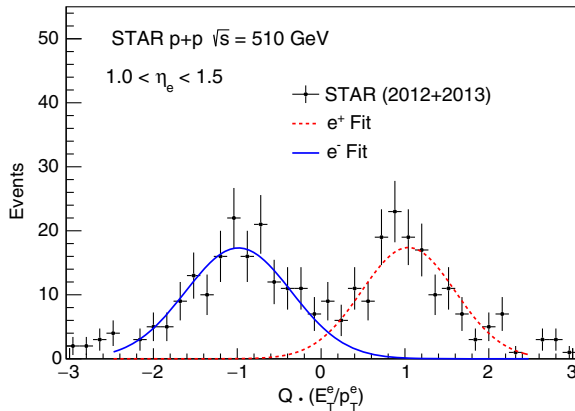 STAR p+p √s = 510 GeV
1.0 < η_e < 1.5
STAR (2012+2013)
e⁺ Fit
e⁻ Fit
Events
50
40
30
20
10
0
−3 −2 −1 0 1 2 3
Q · (E_T^e/p_T^e)